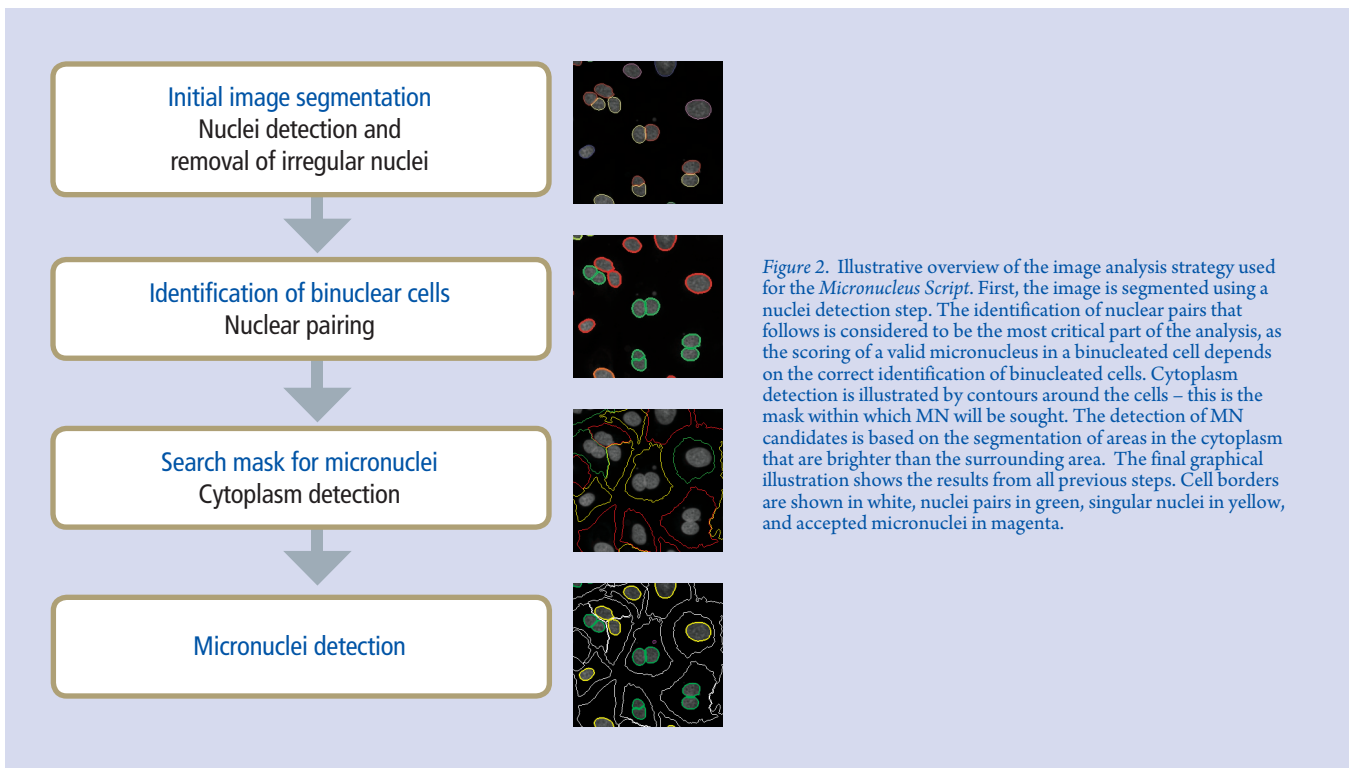 Initial image segmentation
Nuclei detection and
removal of irregular nuclei
Identification of binuclear cells
Nuclear pairing
Search mask for micronuclei
Cytoplasm detection
Micronuclei detection
Figure 2. Illustrative overview of the image analysis strategy used
for the Micronucleus Script. First, the image is segmented using a
nuclei detection step. The identification of nuclear pairs that
follows is considered to be the most critical part of the analysis, as
the scoring of a valid micronucleus in a binucleated cell depends
on the correct identification of binucleated cells. Cytoplasm
detection is illustrated by contours around the cells – this is the
mask within which MN will be sought. The detection of MN
candidates is based on the segmentation of areas in the cytoplasm
that are brighter than the surrounding area. The final graphical
illustration shows the results from all previous steps. Cell borders
are shown in white, nuclei pairs in green, singular nuclei in yellow,
and accepted micronuclei in magenta.